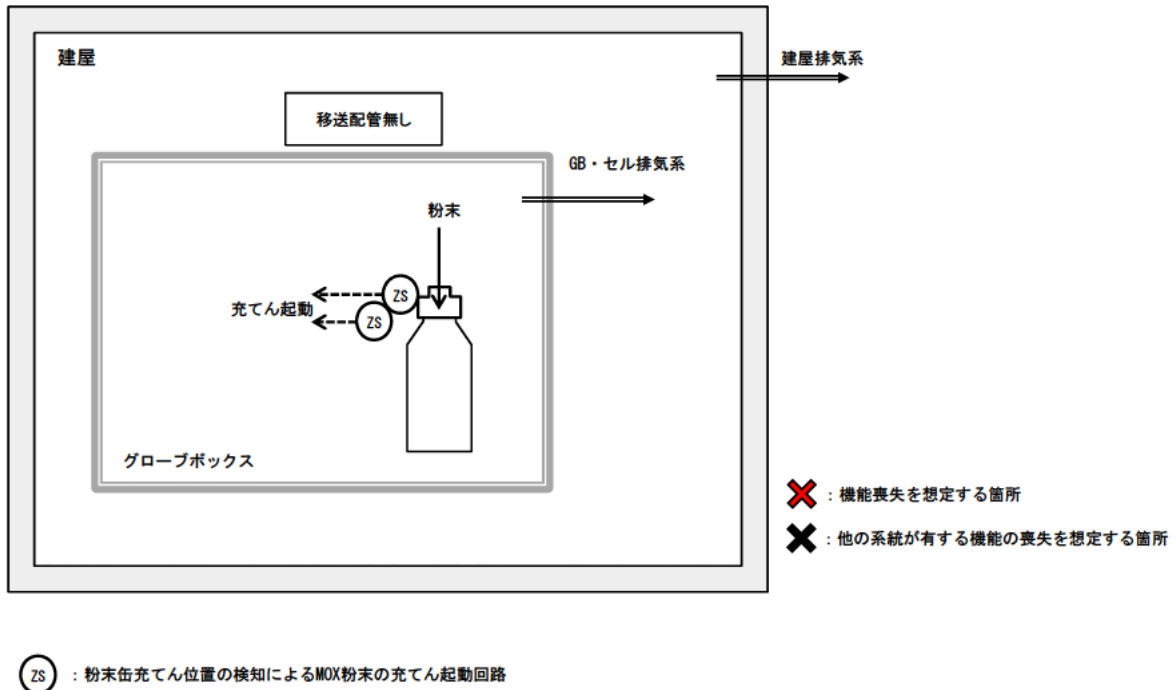 建屋
建屋排気系
移送配管無し
GB・セル排気系
粉末
ZS
充てん起動
ZS
グローブボックス
：機能喪失を想定する箇所
：他の系統が有する機能の喪失を想定する箇所
ZS ：粉末缶充てん位置の検知によるMOX粉末の充てん起動回路